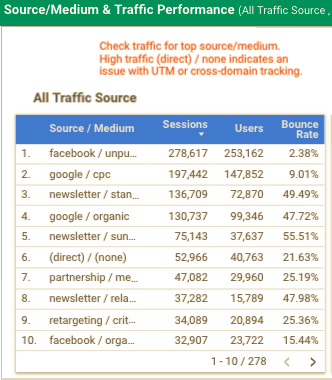 Source/Medium & Traffic Performance (All Traffic Source,
Check traffic for top source/medium.
High traffic (direct) / none indicates an
issue with UTM or cross-domain tracking.
All Traffic Source
Source / Medium Sessions Users Bounce Rate
1. facebook / unpu... 278,617 253,162 2.38%
2. google / cpc 197,442 147,852 9.01%
3. newsletter / stan... 136,709 72,870 49.49%
4. google / organic 130,737 99,346 47.72%
5. newsletter / sun... 75,143 37,637 55.51%
6. (direct) / (none) 52,966 40,763 21.63%
7. partnership / me... 47,082 29,960 25.19%
8. newsletter / rela... 37,282 15,789 47.98%
9. retargeting / crit... 34,089 20,894 25.36%
10. facebook / orga... 32,907 23,722 15.44%
1 - 10 / 278 < >